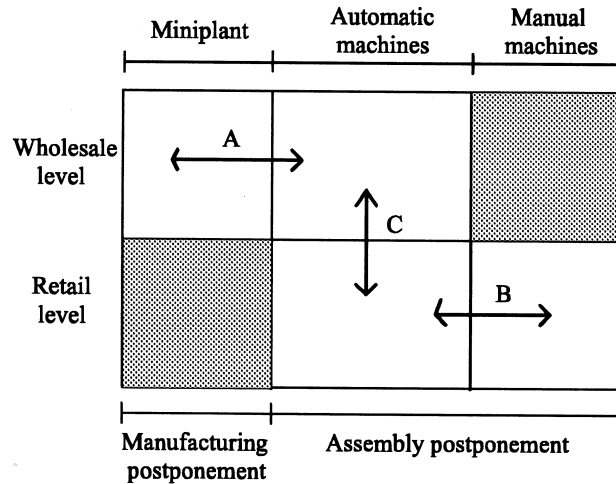 Miniplant
Automatic
machines
Manual
machines
Wholesale
level
A
C
Retail
level
B
Manufacturing
postponement
Assembly postponement